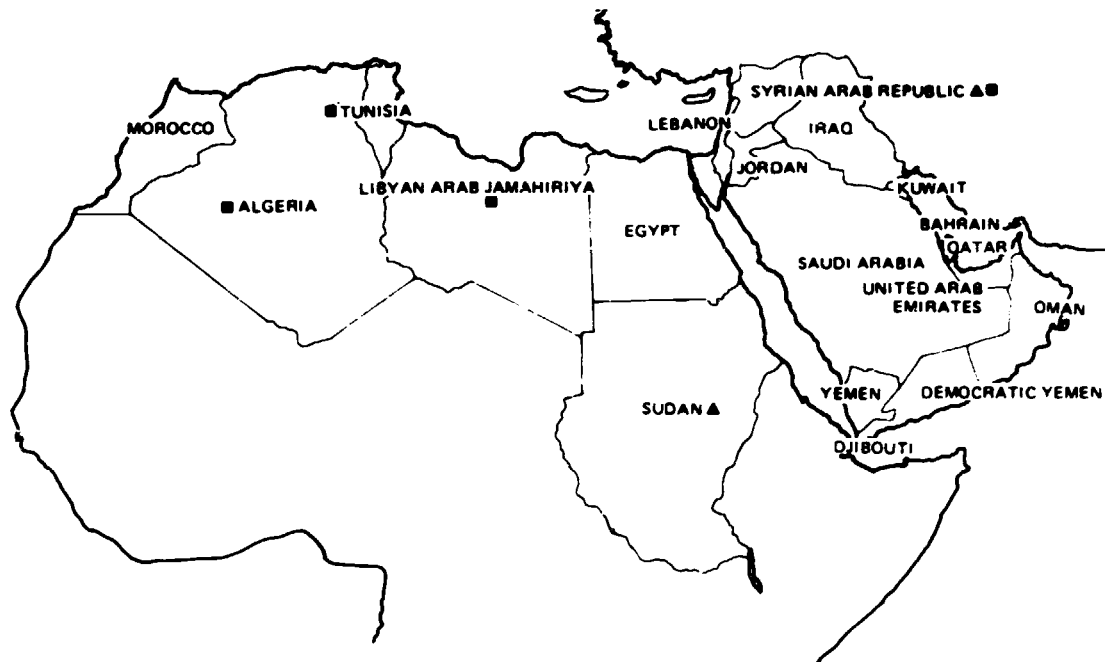 SYRIAN ARAB REPUBLIC ▲■
■ TUNISIA
LEBANON
IRAQ
MOROCCO
JORDAN
LIBYAN ARAB JAMAHIRIYA
■
KUWAIT
■ ALGERIA
BAHRAIN
EGYPT
QATAR
SAUDI ARABIA
UNITED ARAB
EMIRATES
OMAN
YEMEN
DEMOCRATIC YEMEN
SUDAN ▲
DJIBOUTI